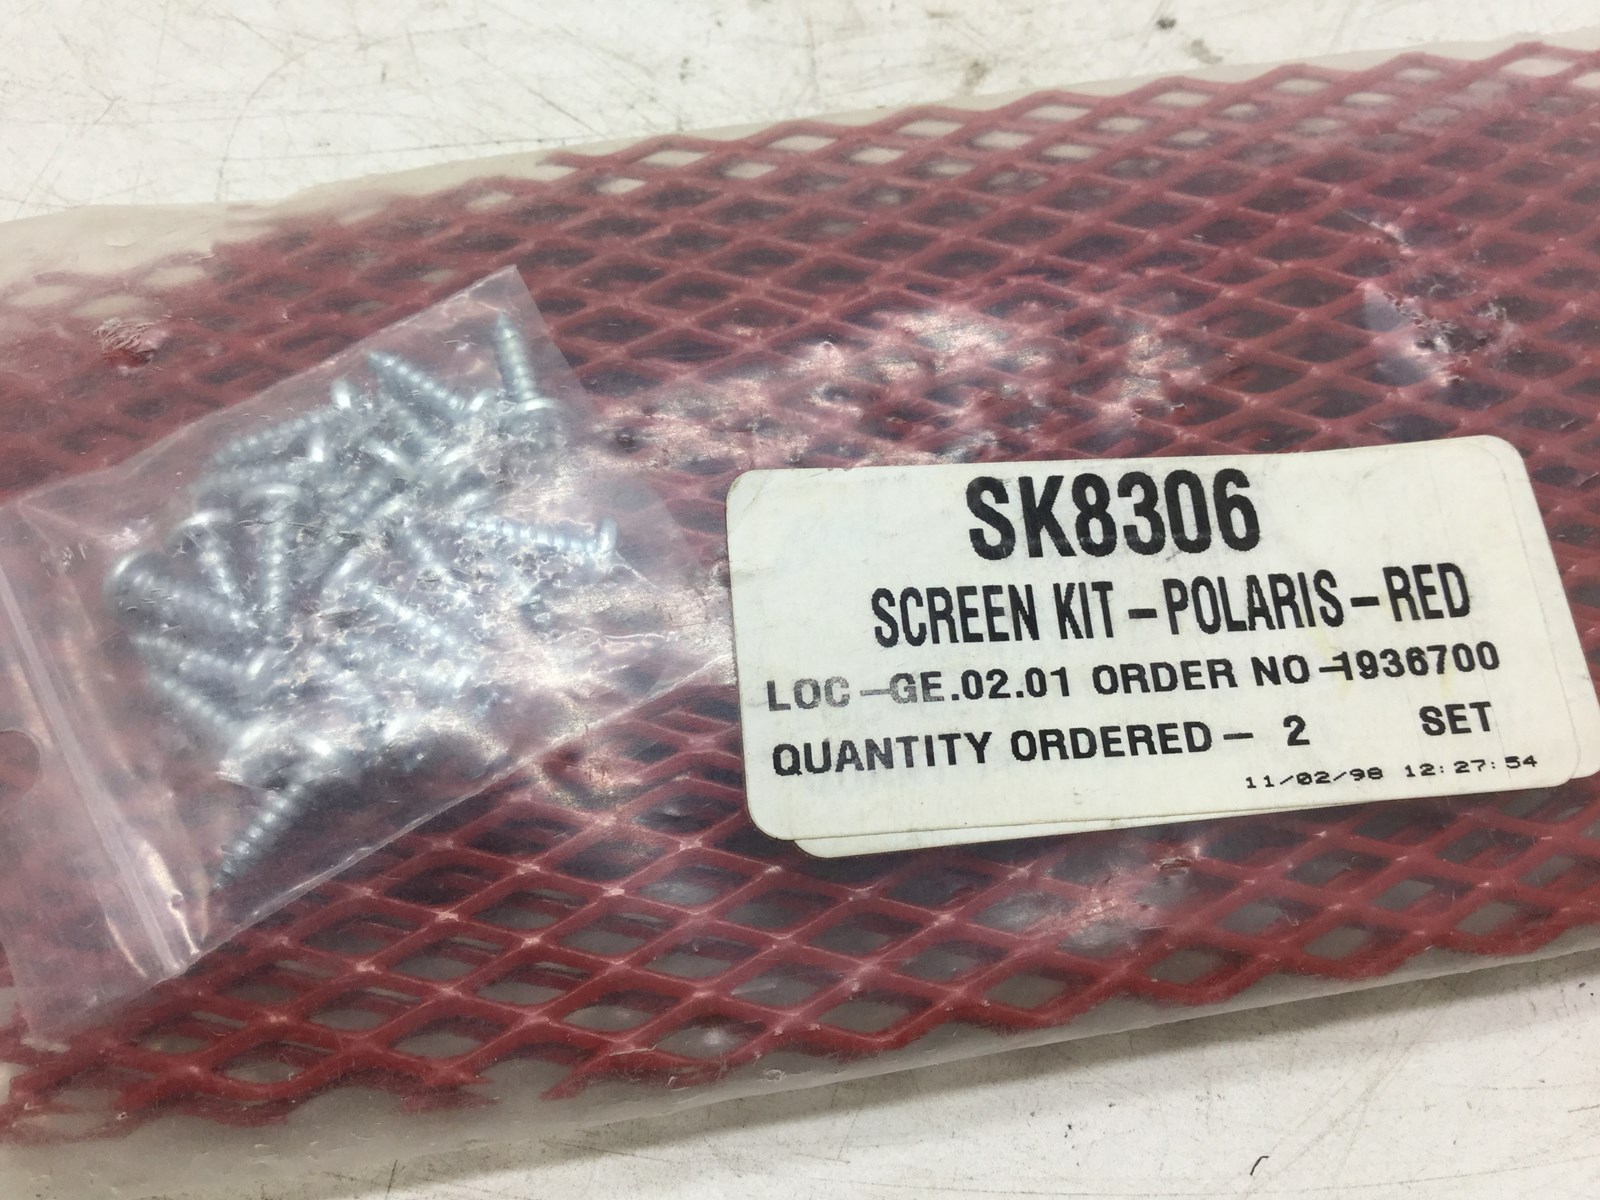 SK8306
SCREEN KIT - POLARIS - RED
LOC - GE.02.01 ORDER NO - 1936700
QUANTITY ORDERED - 2 SET
11/02/98 12:27:54